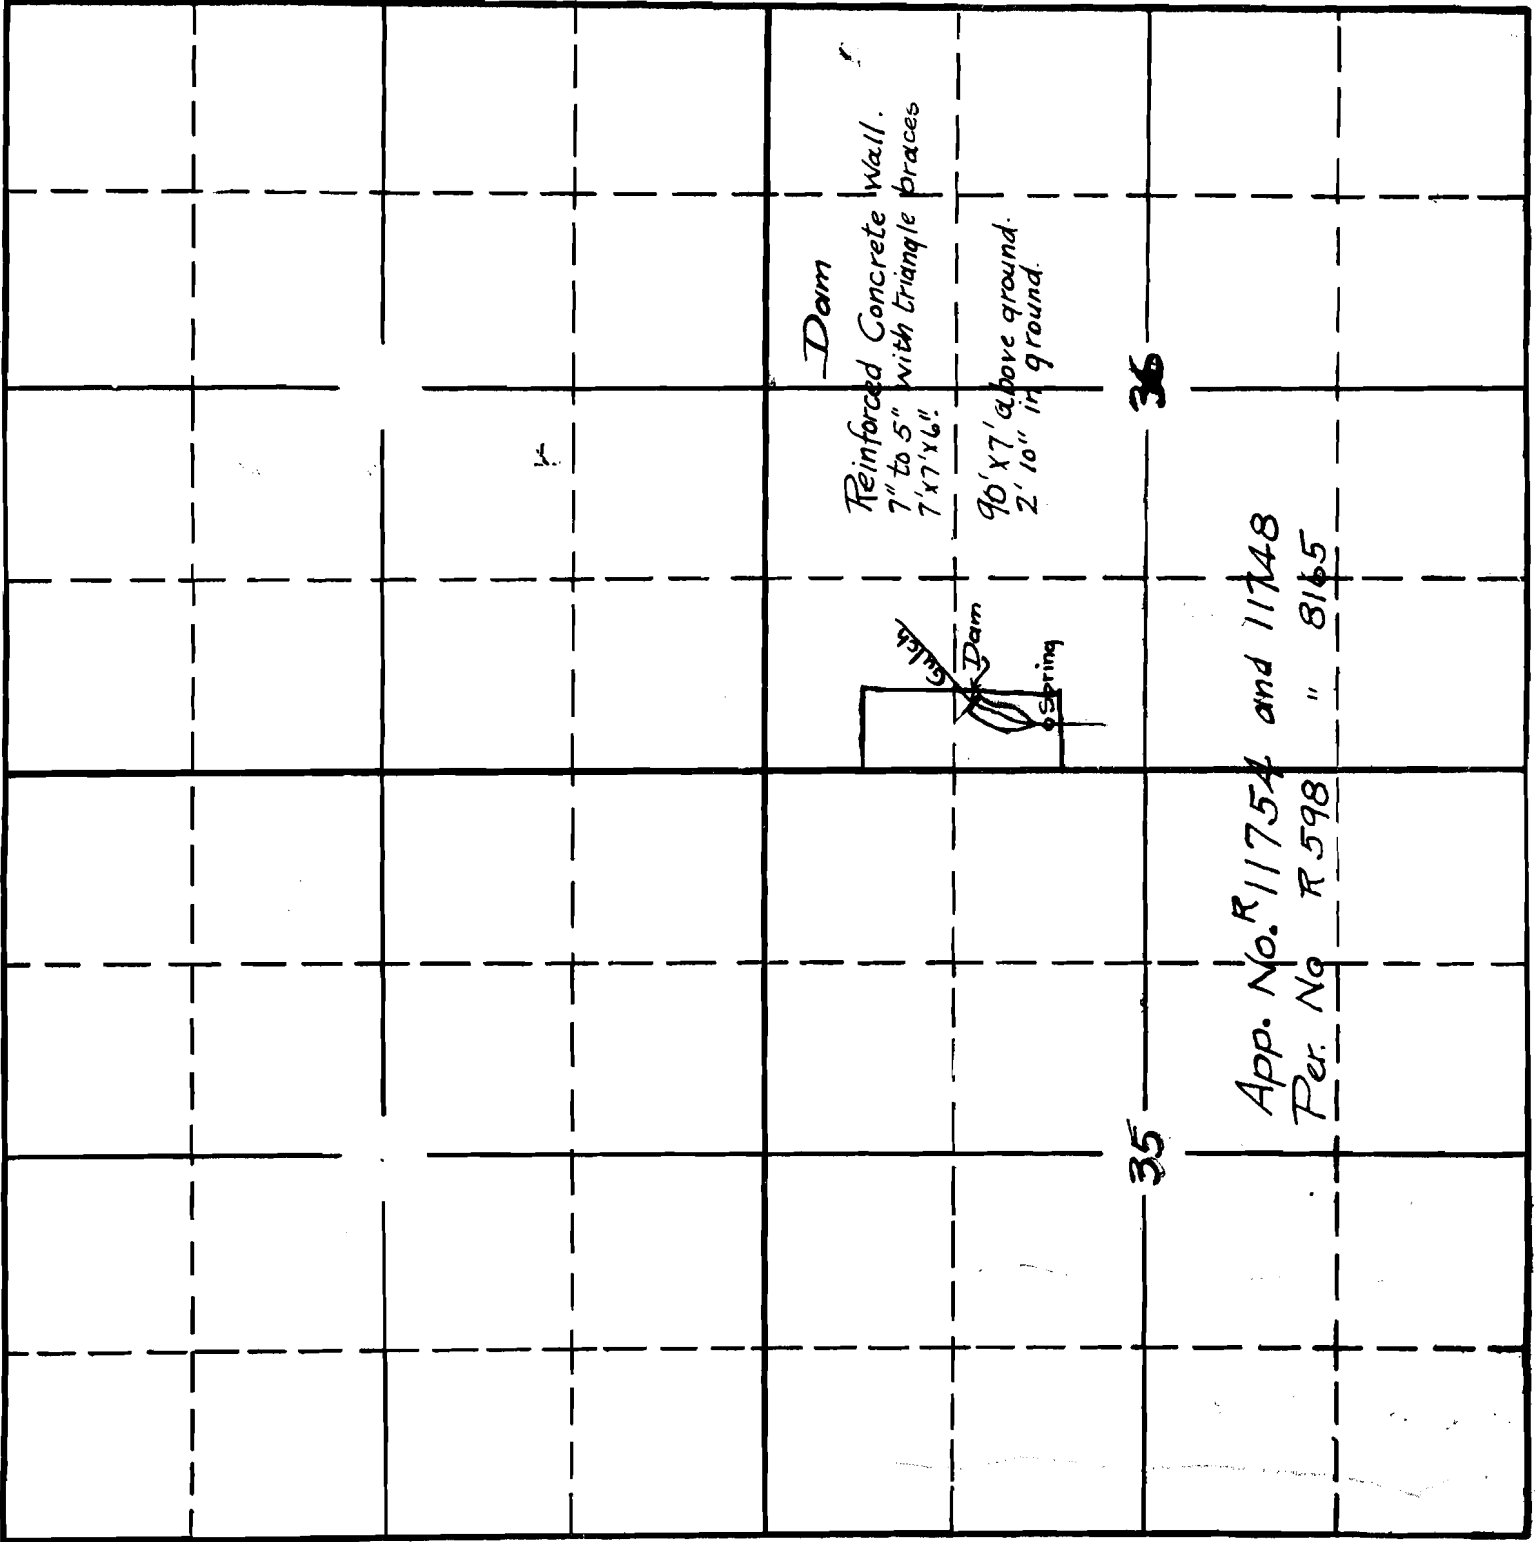 Dam
Reinforced Concrete Wall.
7" to 5" with triangle braces
7'x7'x6".
90'x7' above ground.
2' 10" in ground.
Gulch
Dam
Spring
36
35
App. No. R11754 and 11748
Per. No R598 " 8165